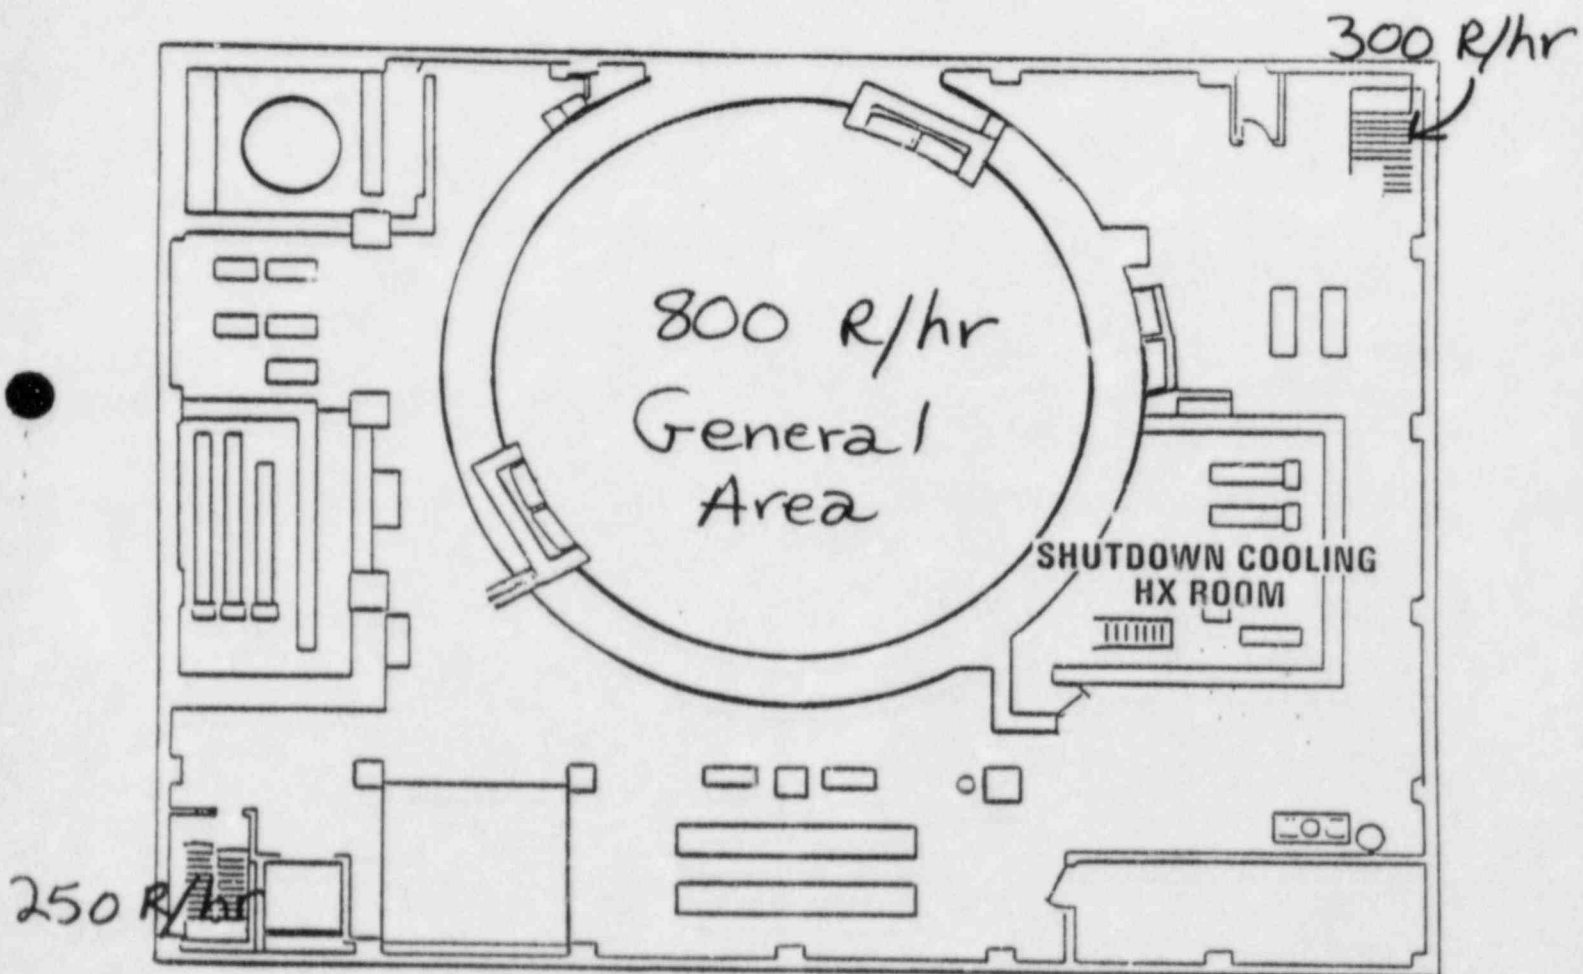 300 R/hr
800 R/hr
General
Area
SHUTDOWN COOLING
HX ROOM
250 R/hr